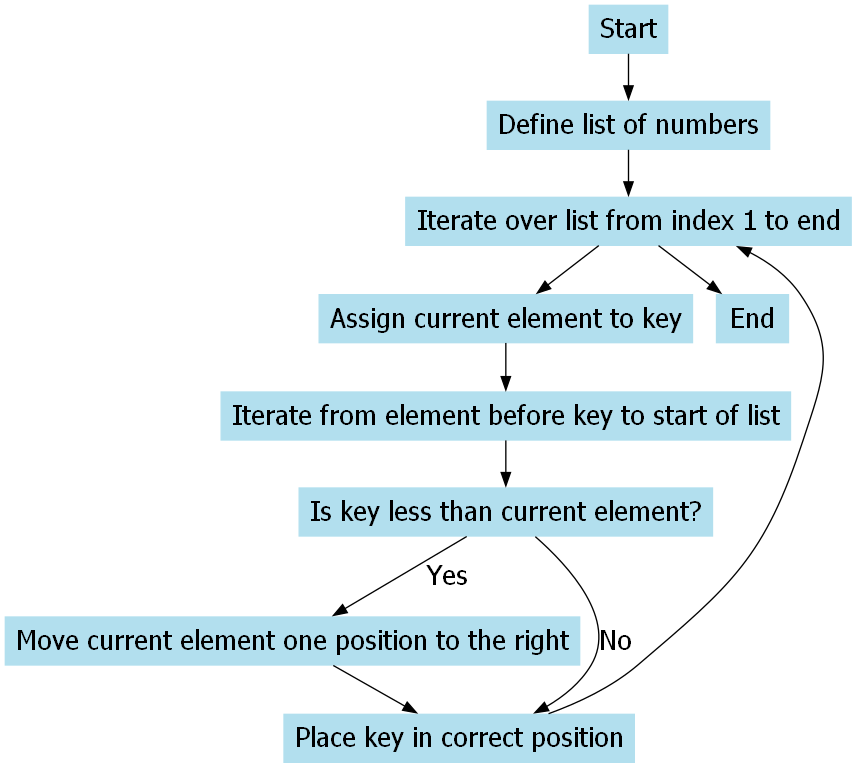 Start
Define list of numbers
Iterate over list from index 1 to end
Assign current element to key
End
Iterate from element before key to start of list
Is key less than current element?
Yes
Move current element one position to the right
No
Place key in correct position